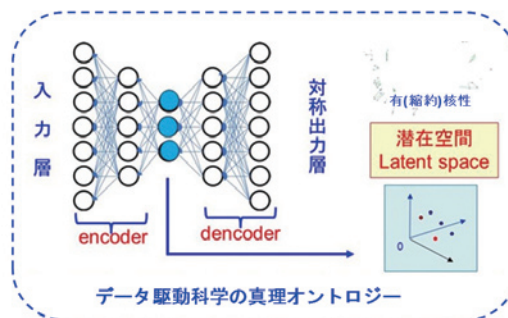 入力層
対称出力層
有(縮約)核性
潜在空間
Latent space
encoder
dencoder
0
データ駆動科学の真理オントロジー